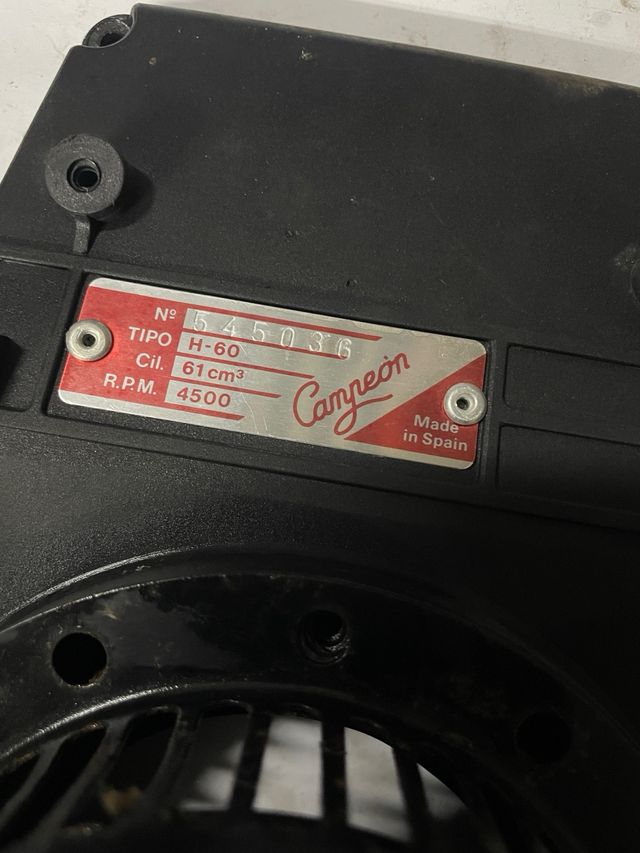 Nº 545036
TIPO H-60
Cil. 61 cm³
R.P.M. 4500
Campeón
Made
in Spain